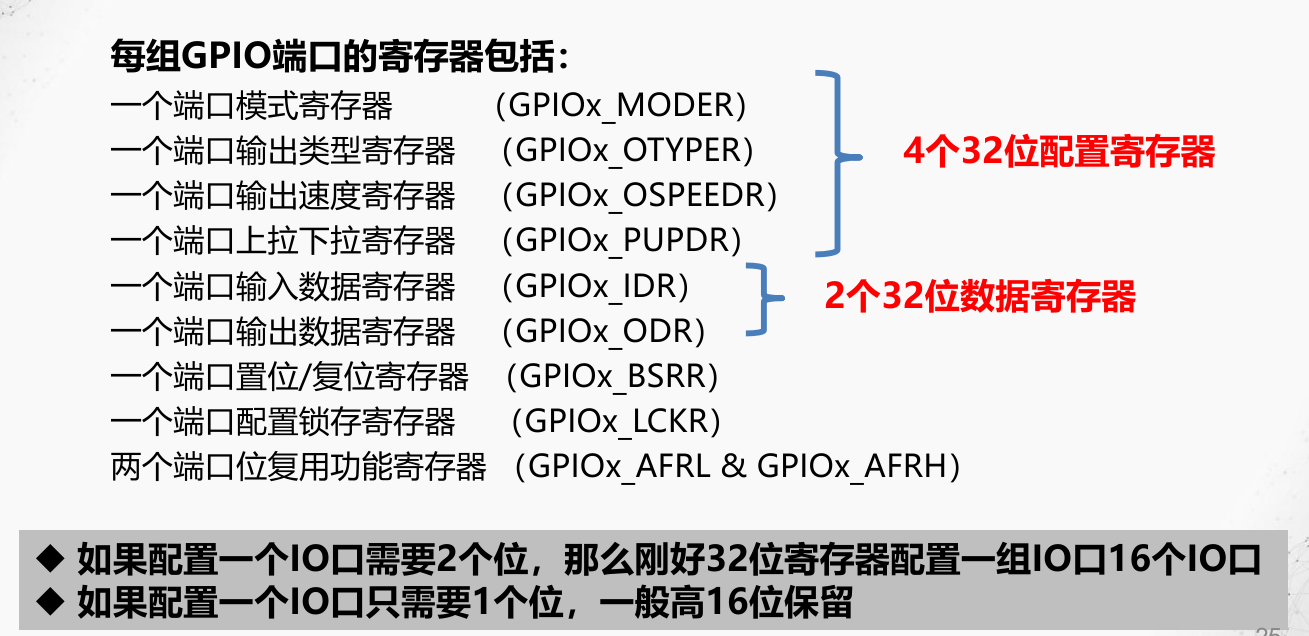 每组GPIO端口的寄存器包括：
一个端口模式寄存器 （GPIOx_MODER）
一个端口输出类型寄存器 （GPIOx_OTYPER）
4个32位配置寄存器
一个端口输出速度寄存器 （GPIOx_OSPEEDR）
一个端口上拉下拉寄存器 （GPIOx_PUPDR）
一个端口输入数据寄存器 （GPIOx_IDR）
2个32位数据寄存器
一个端口输出数据寄存器 （GPIOx_ODR）
一个端口置位/复位寄存器 （GPIOx_BSRR）
一个端口配置锁存寄存器 （GPIOx_LCKR）
两个端口位复用功能寄存器 （GPIOx_AFRL & GPIOx_AFRH）
◆ 如果配置一个IO口需要2个位，那么刚好32位寄存器配置一组IO口16个IO口
◆ 如果配置一个IO口只需要1个位，一般高16位保留